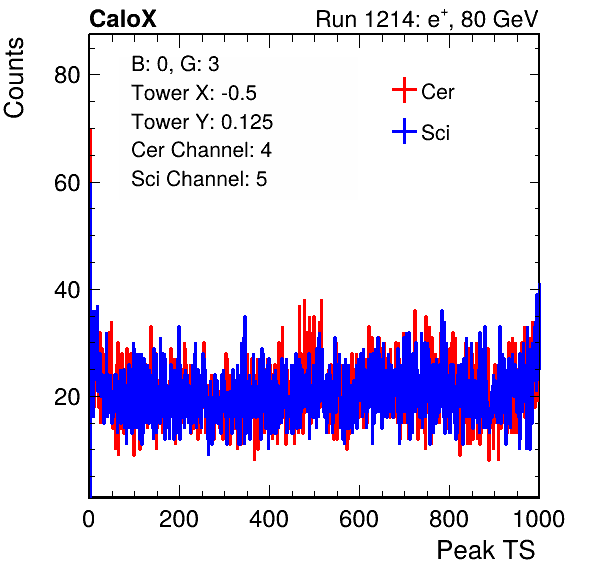 CaloX Run 1214: e⁺, 80 GeV
Counts
B: 0, G: 3
Tower X: -0.5
Tower Y: 0.125
Cer Channel: 4
Sci Channel: 5
Cer
Sci
80
60
40
20
0 200 400 600 800 1000
Peak TS